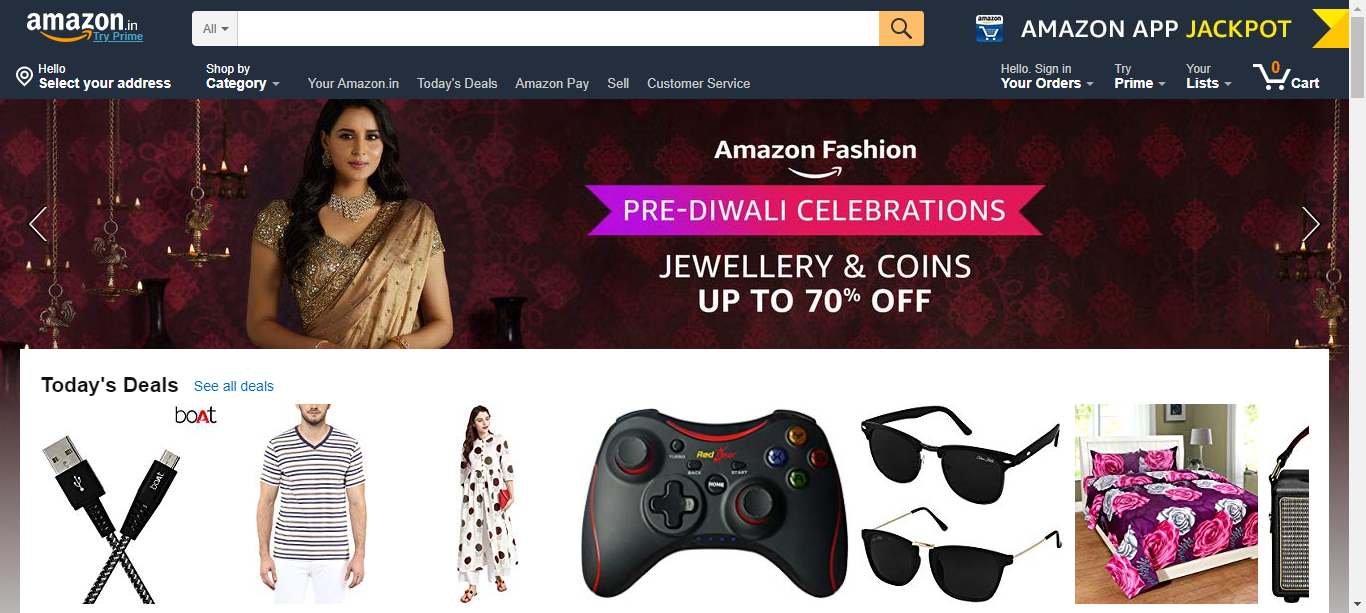 amazon.in
Try Prime
All
amazon
AMAZON APP JACKPOT
Hello
Select your address
Shop by
Category
Your Amazon.in
Today's Deals
Amazon Pay
Sell
Customer Service
Hello. Sign in
Your Orders
Try
Prime
Your
Lists
0
Cart
Amazon Fashion
PRE-DIWALI CELEBRATIONS
JEWELLERY & COINS
UP TO 70% OFF
Today's Deals
See all deals
boAt
boAt
Redgear
TURBO
BACK
START
HOME